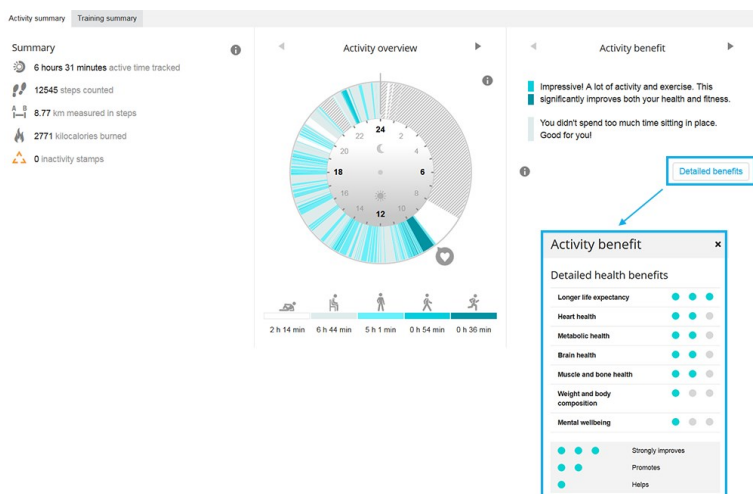 Activity summary
Training summary
Summary
6 hours 31 minutes active time tracked
12545 steps counted
A B
8.77 km measured in steps
2771 kilocalories burned
0 inactivity stamps
Activity overview
24
2
4
6
8
10
12
14
16
18
20
22
2 h 14 min
6 h 44 min
5 h 1 min
0 h 54 min
0 h 36 min
Activity benefit
Impressive! A lot of activity and exercise. This
significantly improves both your health and fitness.
You didn't spend too much time sitting in place.
Good for you!
Detailed benefits
Activity benefit
Detailed health benefits
Longer life expectancy
Heart health
Metabolic health
Brain health
Muscle and bone health
Weight and body
composition
Mental wellbeing
Strongly improves
Promotes
Helps